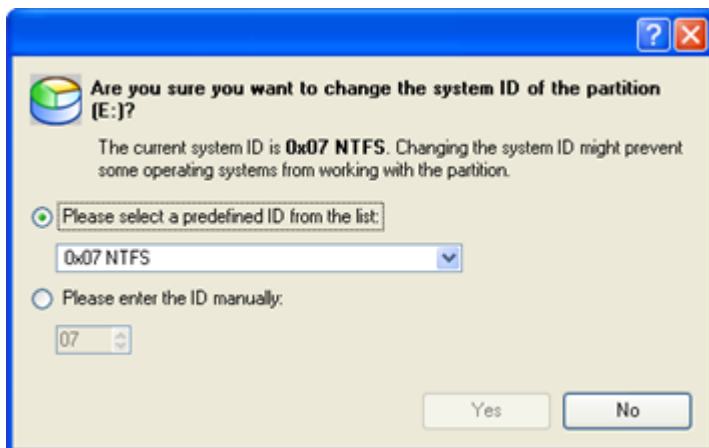 Are you sure you want to change the system ID of the partition
(E:)?
The current system ID is 0x07 NTFS. Changing the system ID might prevent
some operating systems from working with the partition.
Please select a predefined ID from the list:
0x07 NTFS
Please enter the ID manually:
07
Yes No